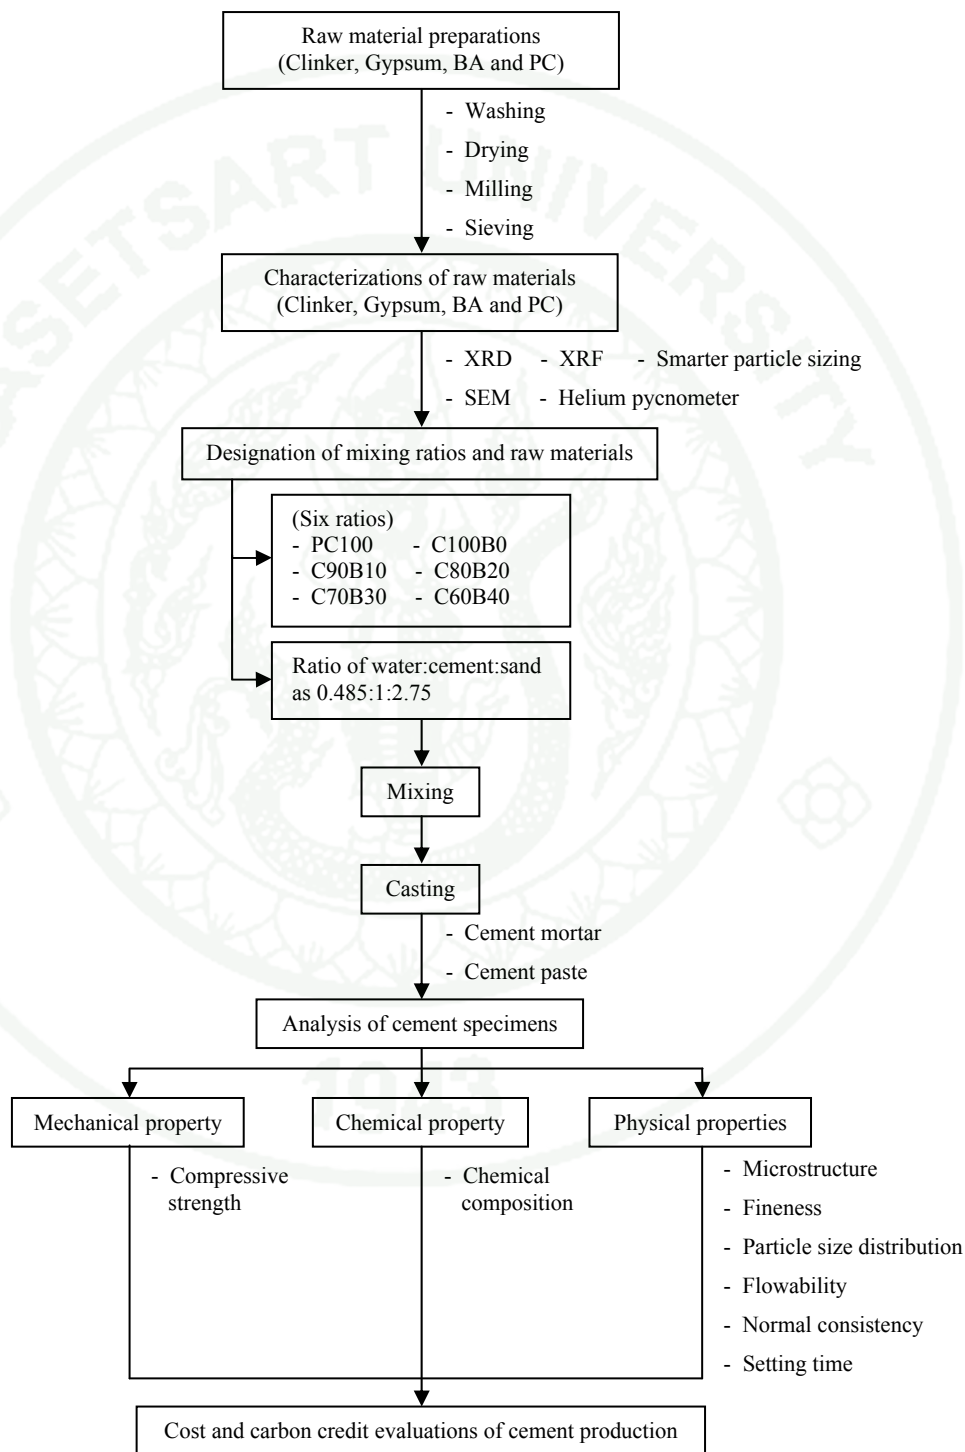 Raw material preparations
(Clinker, Gypsum, BA and PC)
- Washing
- Drying
- Milling
- Sieving
Characterizations of raw materials
(Clinker, Gypsum, BA and PC)
- XRD - XRF - Smarter particle sizing
- SEM - Helium pycnometer
Designation of mixing ratios and raw materials
(Six ratios)
- PC100 - C100B0
- C90B10 - C80B20
- C70B30 - C60B40
Ratio of water:cement:sand
as 0.485:1:2.75
Mixing
Casting
- Cement mortar
- Cement paste
Analysis of cement specimens
Mechanical property
- Compressive
strength
Chemical property
- Chemical
composition
Physical properties
- Microstructure
- Fineness
- Particle size distribution
- Flowability
- Normal consistency
- Setting time
Cost and carbon credit evaluations of cement production
KASETSART UNIVERSITY
1943